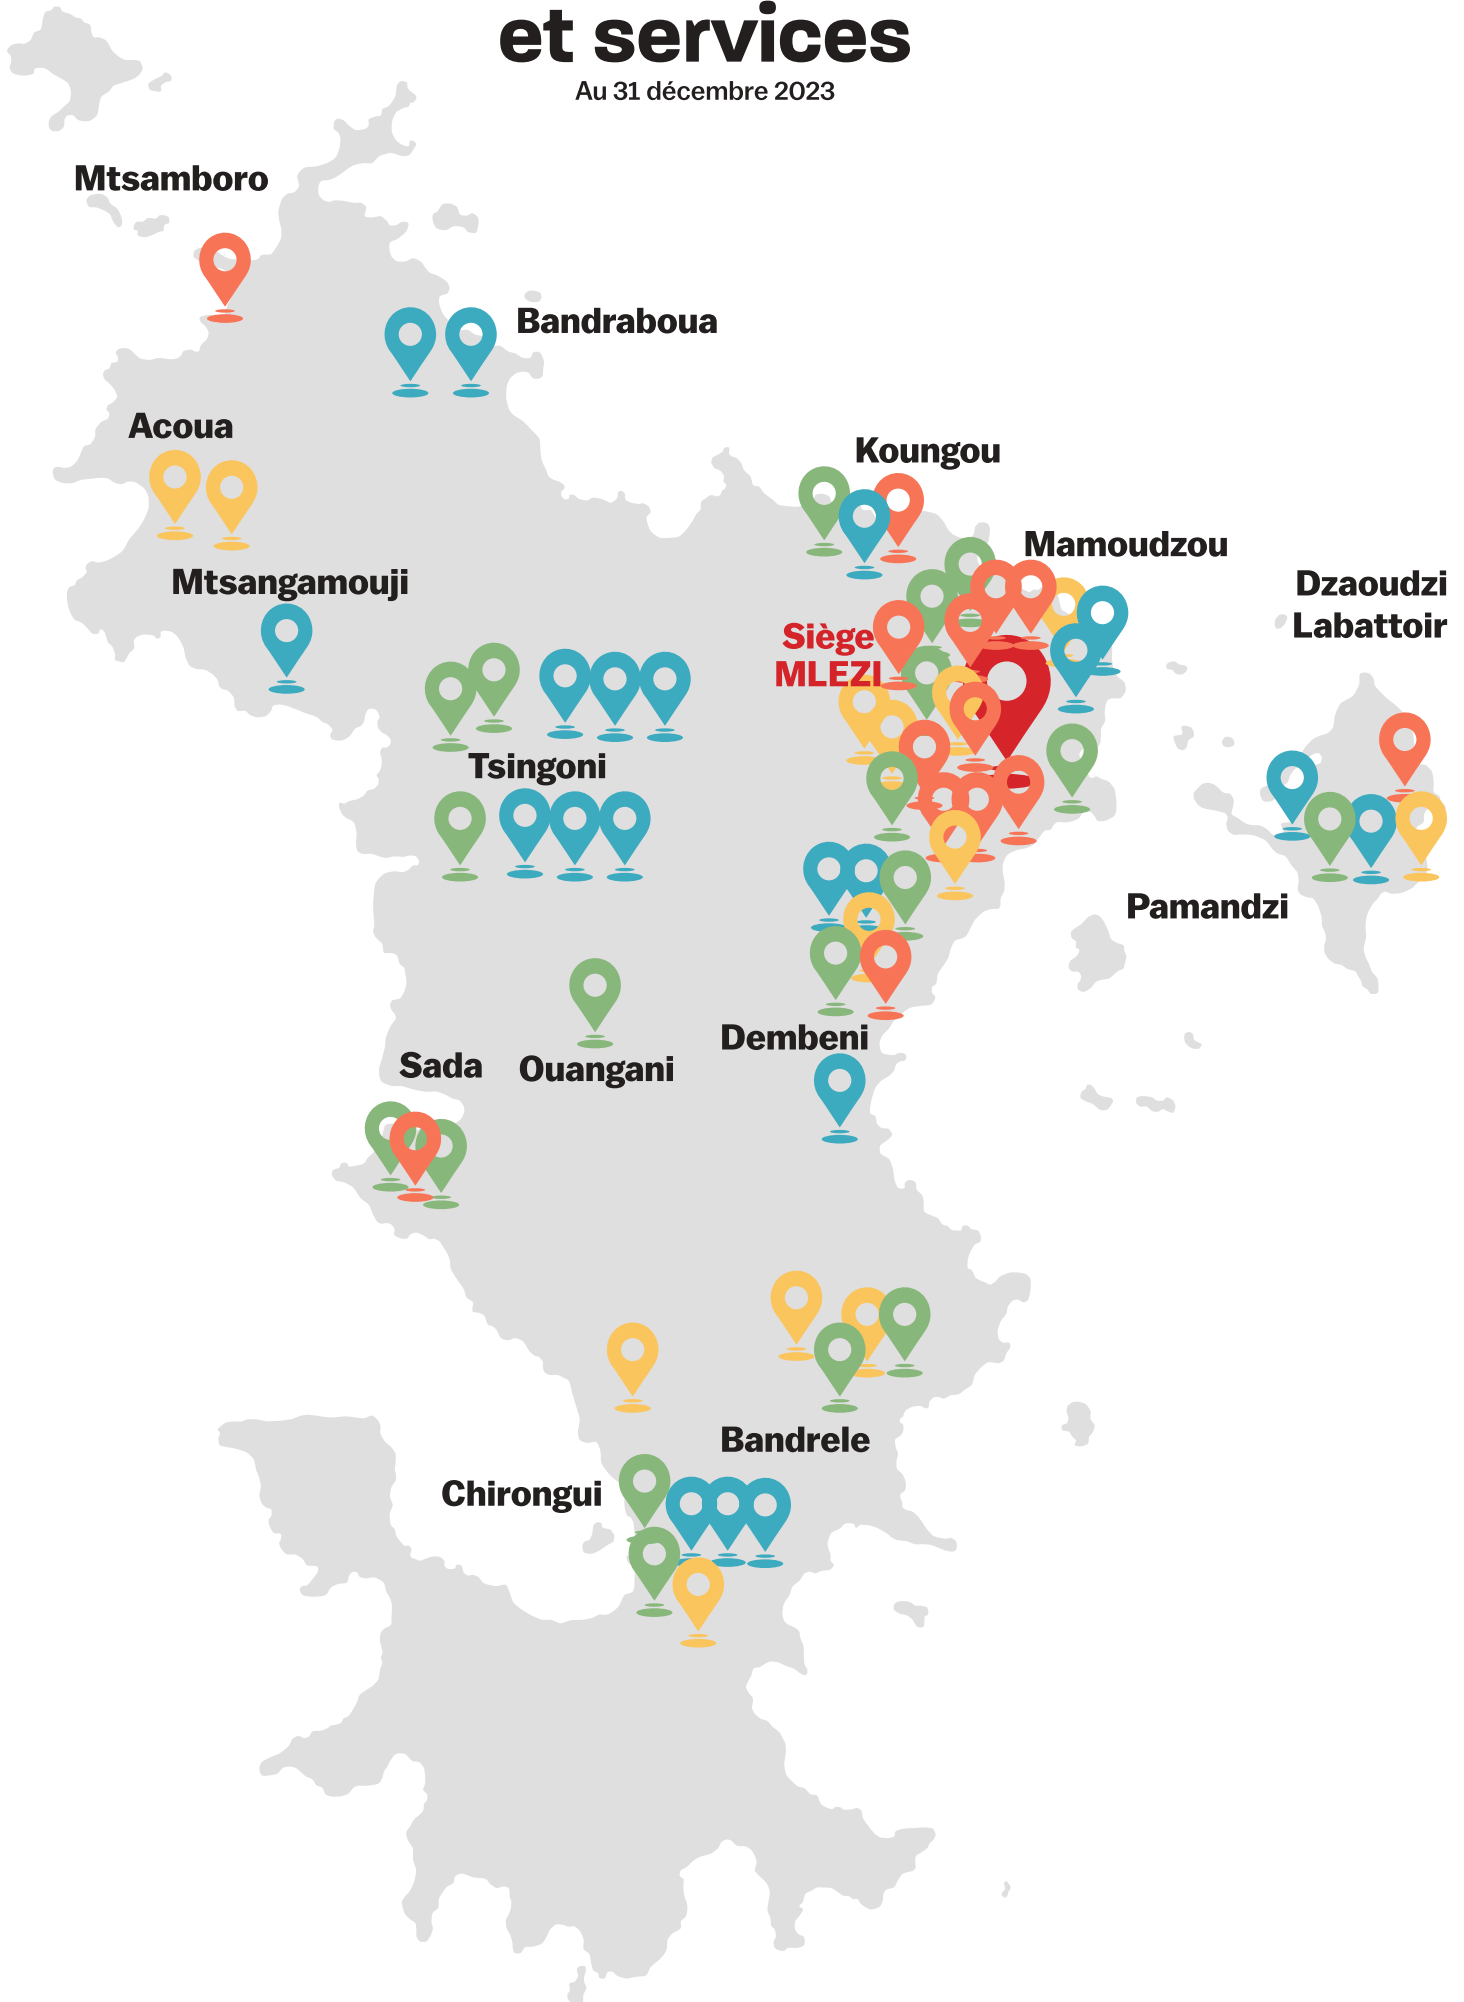 et services
Au 31 décembre 2023
Mtsamboro
Bandraboua
Acoua
Koungou
Mamoudzou
Mtsangamouji
Dzaoudzi
Labattoir
Siège
MLEZI
Tsingoni
Pamandzi
Dembeni
Sada
Ouangani
Bandrele
Chirongui